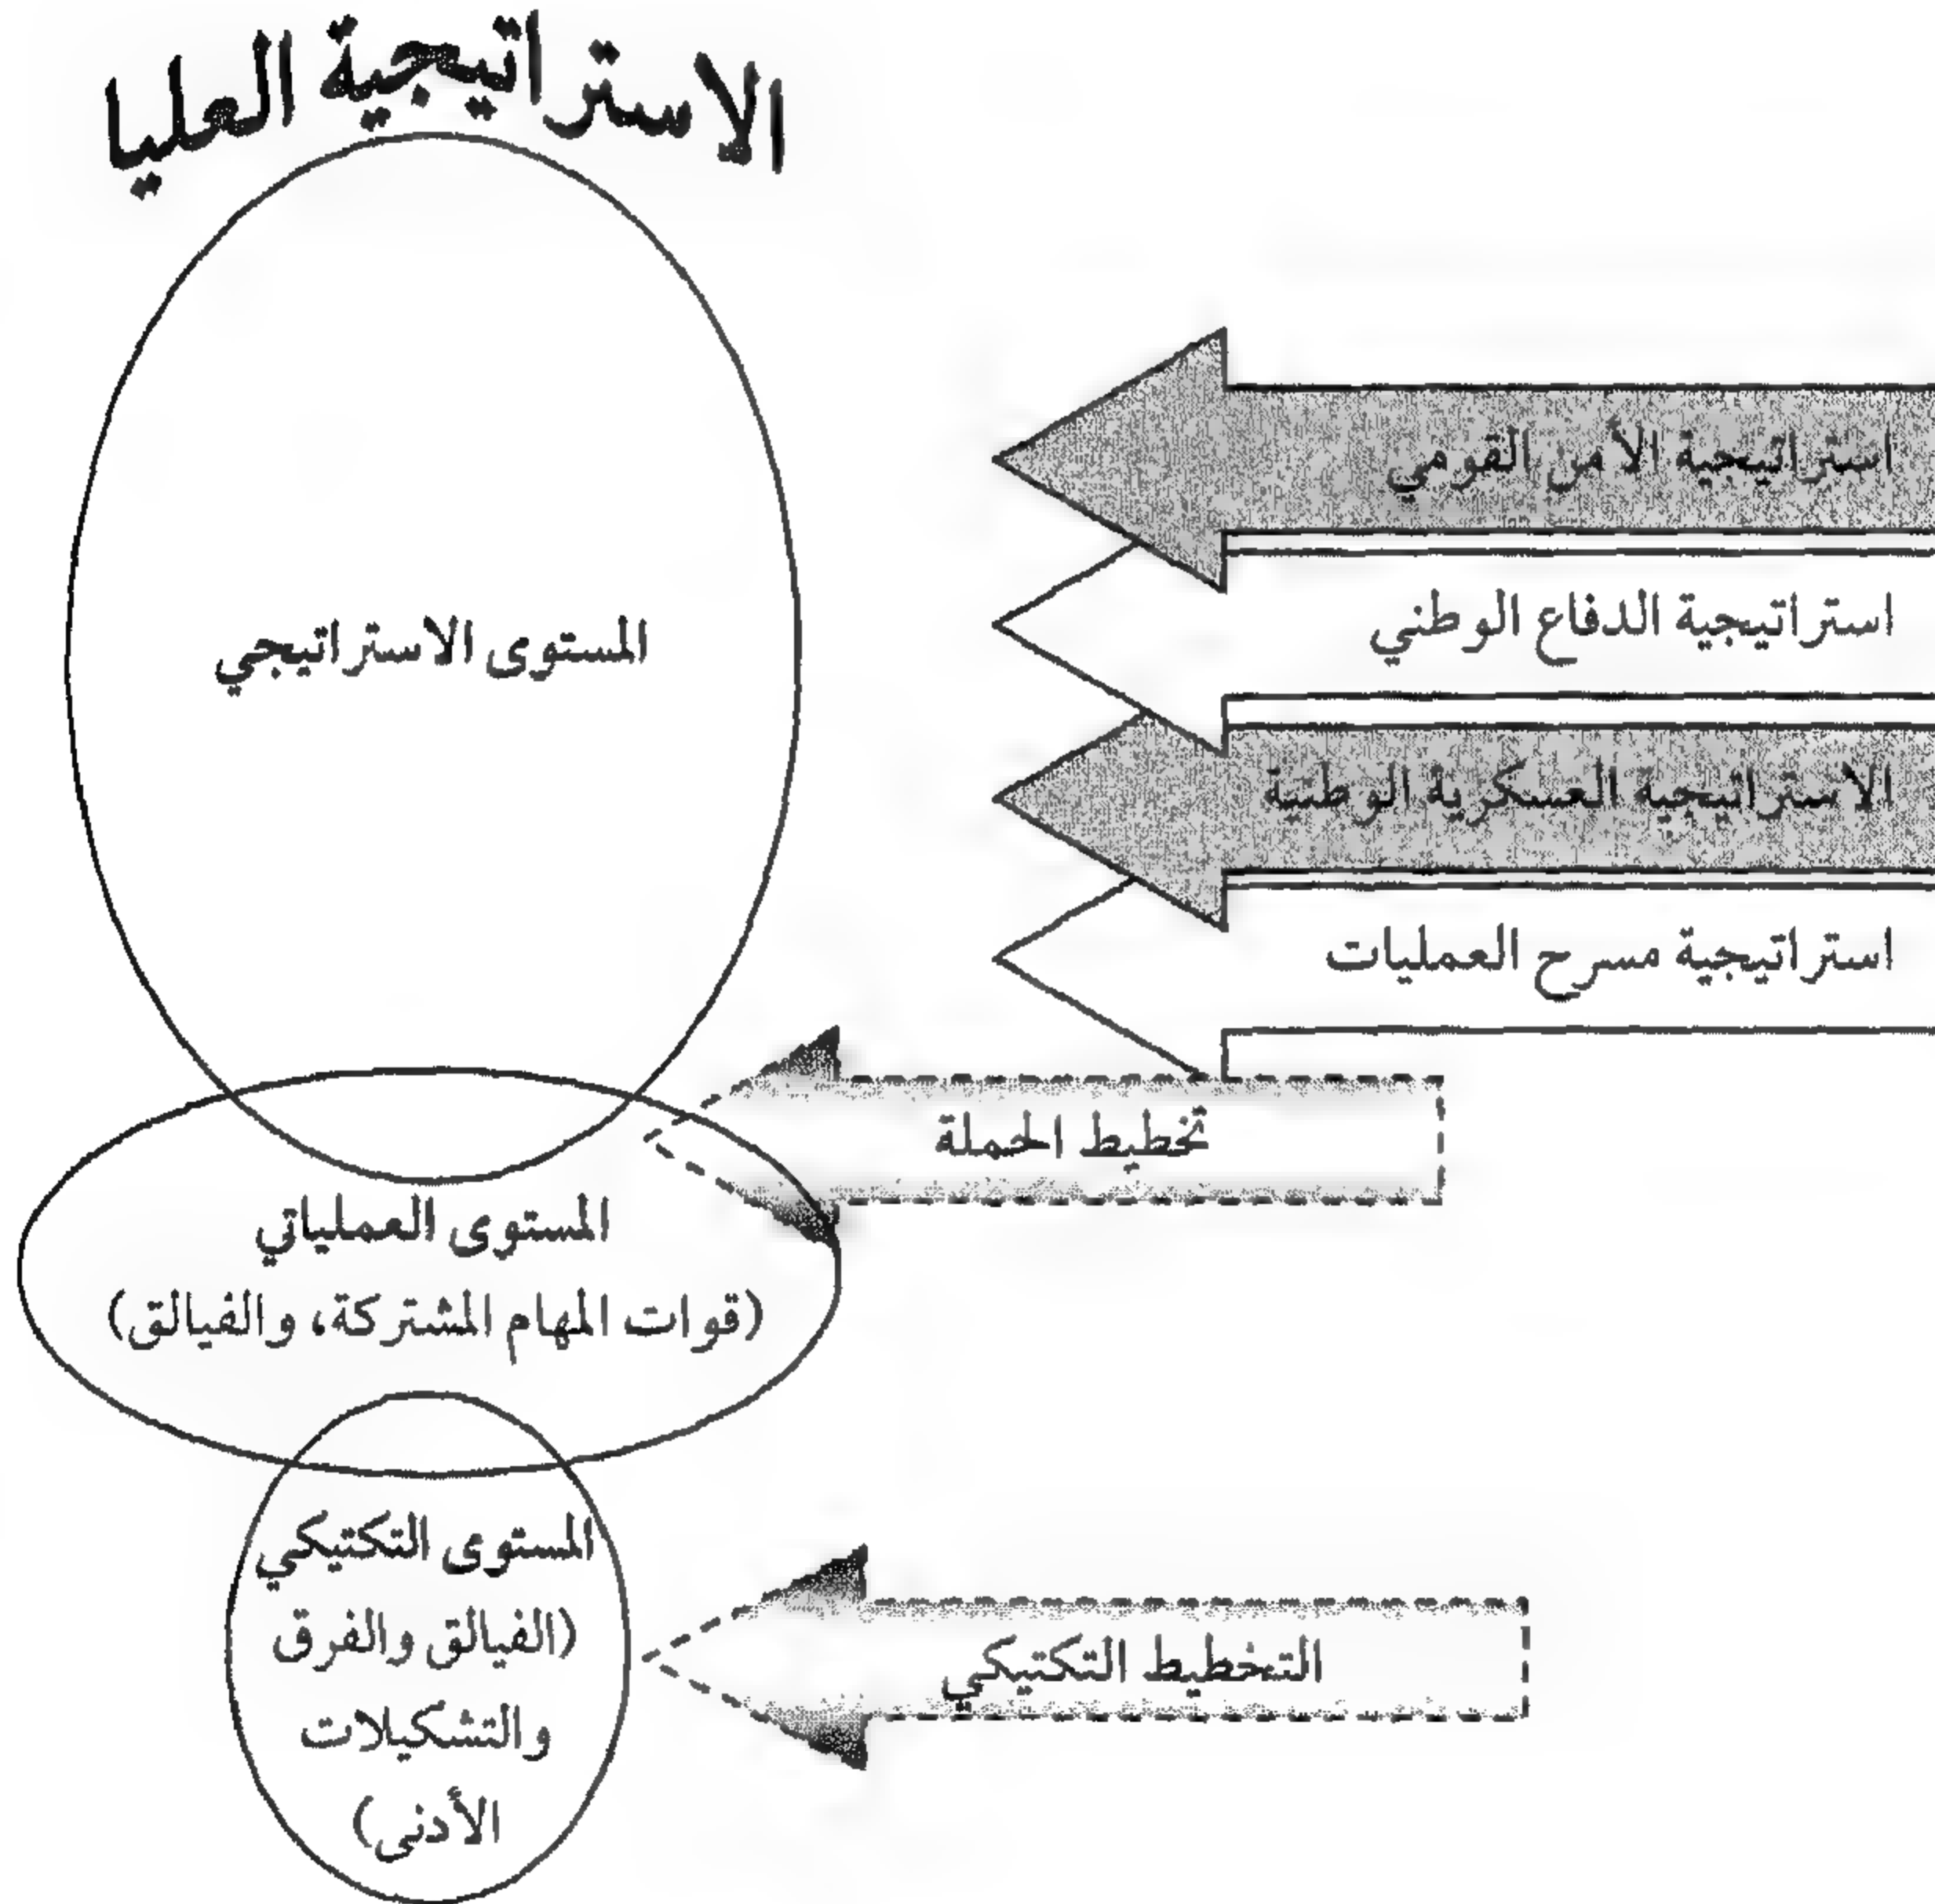 الاستراتيجية العليا
استراتيجية الأمن القومي
استراتيجية الدفاع الوطني
المستوى الاستراتيجي
الاستراتيجية العسكرية الوطنية
استراتيجية مسرح العمليات
تخطيط الحملة
المستوى العملياتي
(قوات المهام المشتركة، والفيالق)
المستوى التكتيكي
(الفيالق والفرق
والتشكيلات
الأدنى)
التخطيط التكتيكي